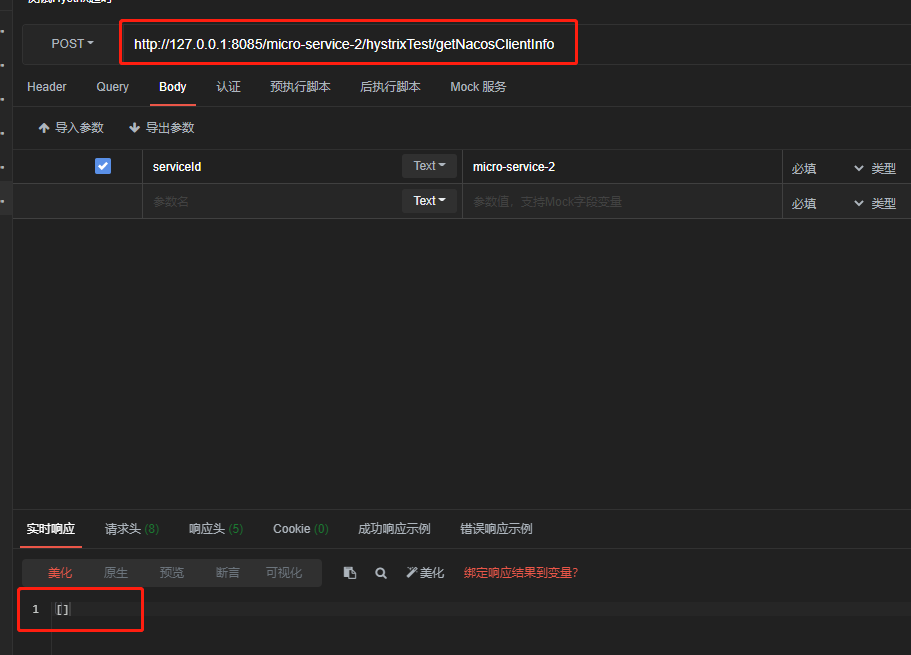 POST http://127.0.0.1:8085/micro-service-2/hystrixTest/getNacosClientInfo
Header Query Body 认证 预执行脚本 后执行脚本 Mock 服务
导入参数 导出参数
serviceId Text micro-service-2 必填 类型
参数名 Text 参数值，支持Mock字段变量 必填 类型
实时响应 请求头 (8) 响应头 (5) Cookie (0) 成功响应示例 错误响应示例
美化 原生 预览 断言 可视化 美化 绑定响应结果到变量?
1 []